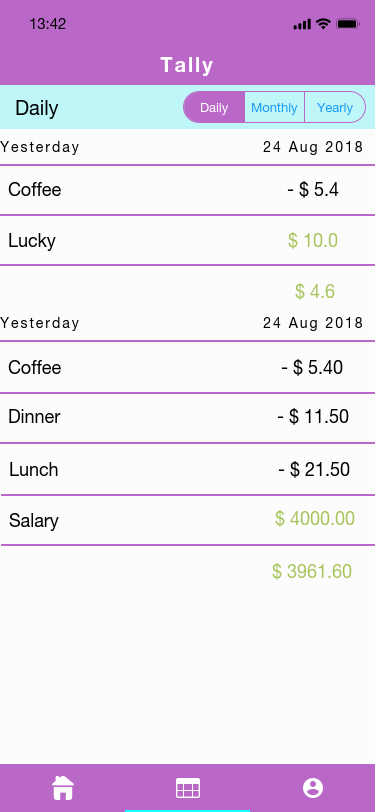 13:42
Tally
Daily Daily Monthly Yearly
Yesterday 24 Aug 2018
Coffee - $ 5.4
Lucky $ 10.0
$ 4.6
Yesterday 24 Aug 2018
Coffee - $ 5.40
Dinner - $ 11.50
Lunch - $ 21.50
Salary $ 4000.00
$ 3961.60